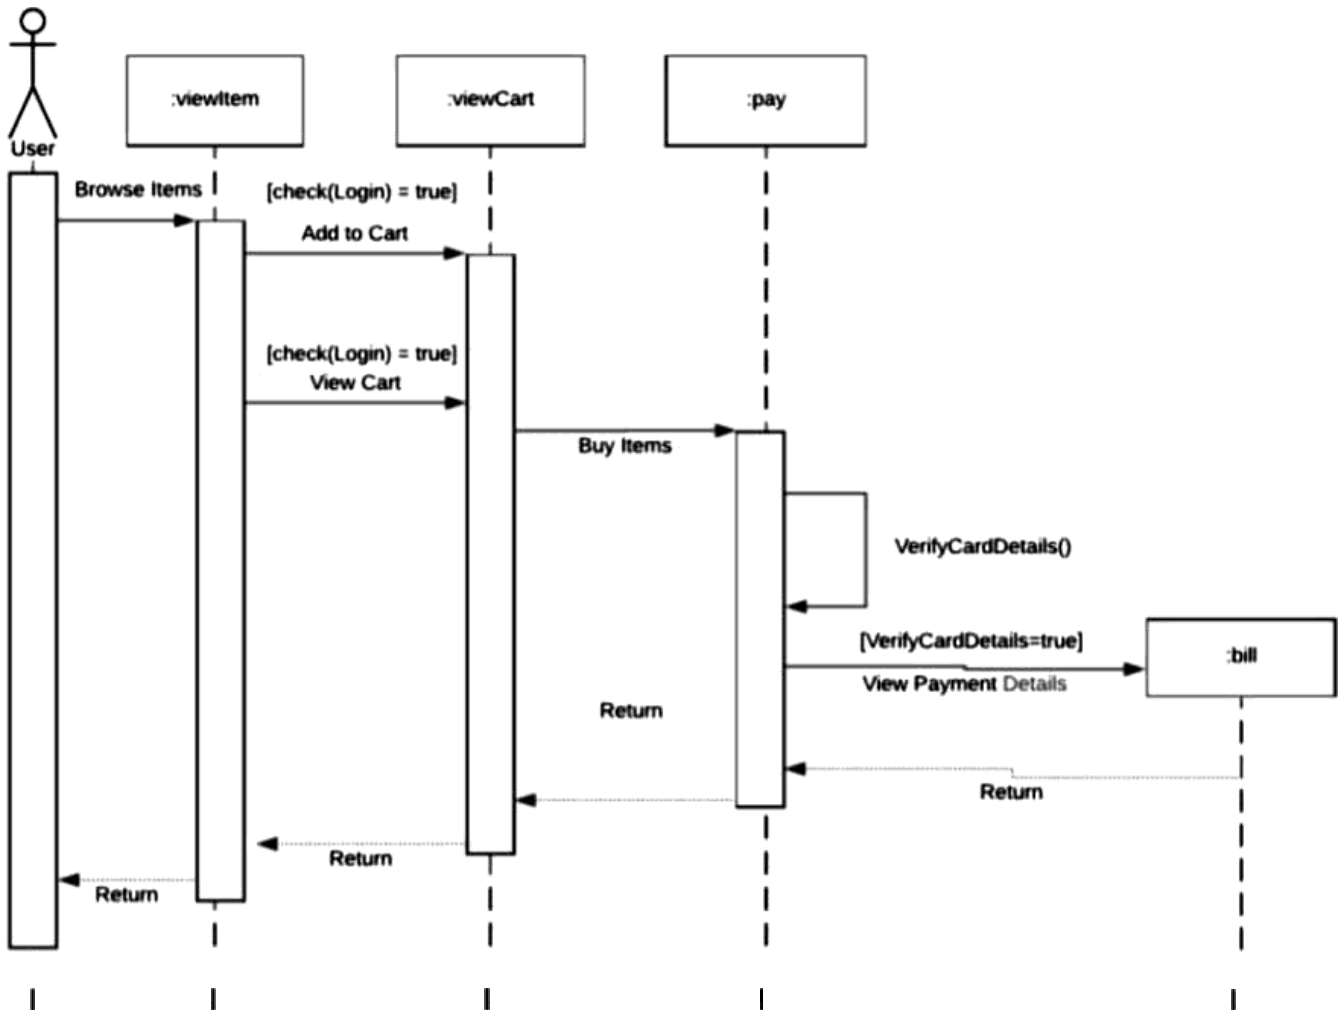 User
:viewItem
:viewCart
:pay
Browse Items
[check(Login) = true]
Add to Cart
[check(Login) = true]
View Cart
Buy Items
VerifyCardDetails()
[VerifyCardDetails=true]
:bill
View Payment Details
Return
Return
Return
Return